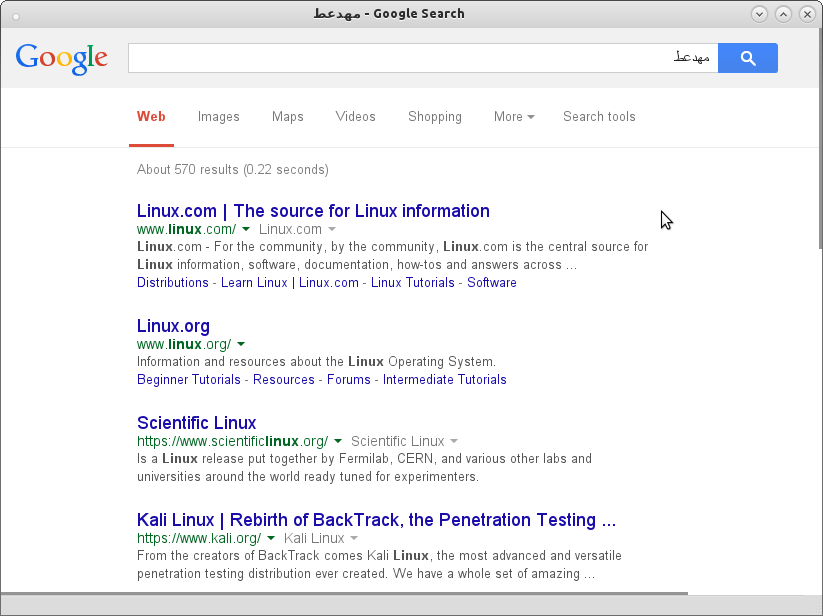 مهدعط - Google Search
Google
مهدعط
Web Images Maps Videos Shopping More Search tools
About 570 results (0.22 seconds)
Linux.com | The source for Linux information
www.linux.com/ Linux.com
Linux.com - For the community, by the community, Linux.com is the central source for
Linux information, software, documentation, how-tos and answers across ...
Distributions - Learn Linux | Linux.com - Linux Tutorials - Software
Linux.org
www.linux.org/
Information and resources about the Linux Operating System.
Beginner Tutorials - Resources - Forums - Intermediate Tutorials
Scientific Linux
https://www.scientificlinux.org/ Scientific Linux
Is a Linux release put together by Fermilab, CERN, and various other labs and
universities around the world ready tuned for experimenters.
Kali Linux | Rebirth of BackTrack, the Penetration Testing ...
https://www.kali.org/ Kali Linux
From the creators of BackTrack comes Kali Linux, the most advanced and versatile
penetration testing distribution ever created. We have a whole set of amazing ...